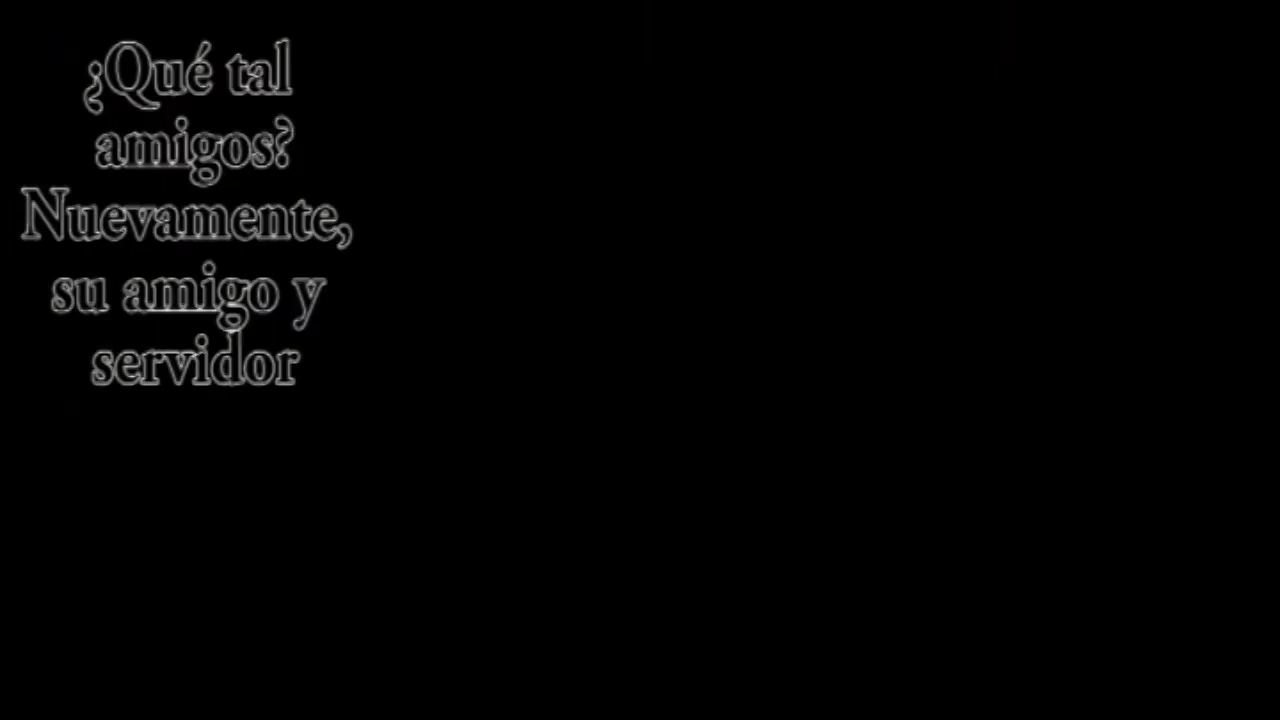 ¿Qué tal
amigos?
Nuevamente,
su amigo y
servidor